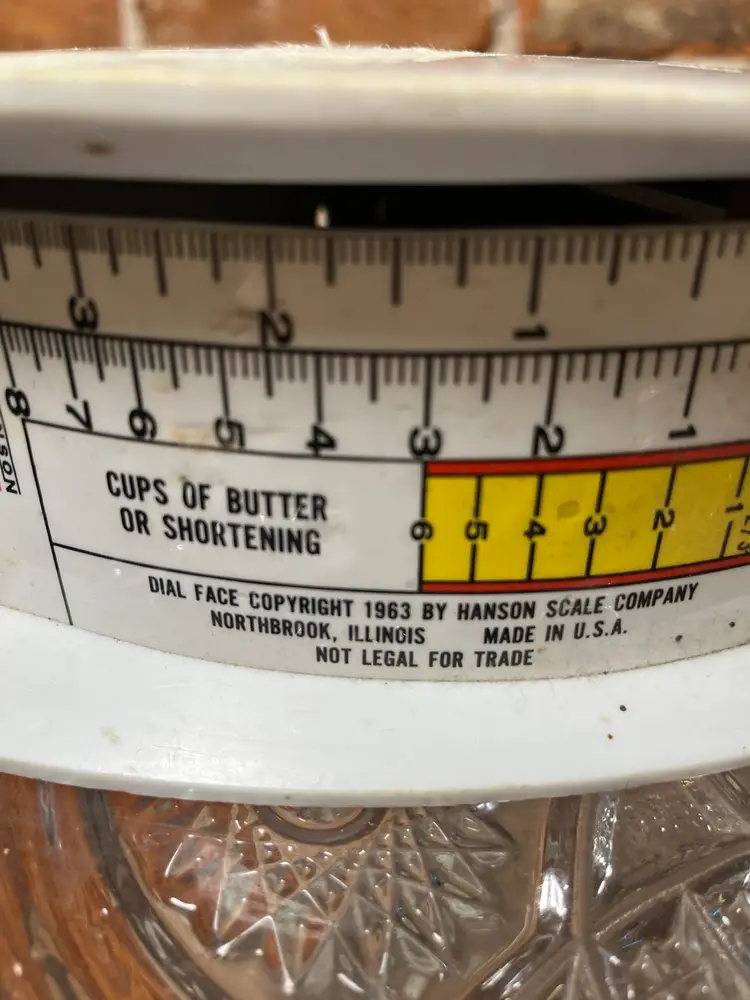 3 2 1
8 7 6 5 4 3 2 1
CUPS OF BUTTER
OR SHORTENING
6 5 4 3 2 1
DIAL FACE COPYRIGHT 1963 BY HANSON SCALE COMPANY
NORTHBROOK, ILLINOIS MADE IN U.S.A.
NOT LEGAL FOR TRADE